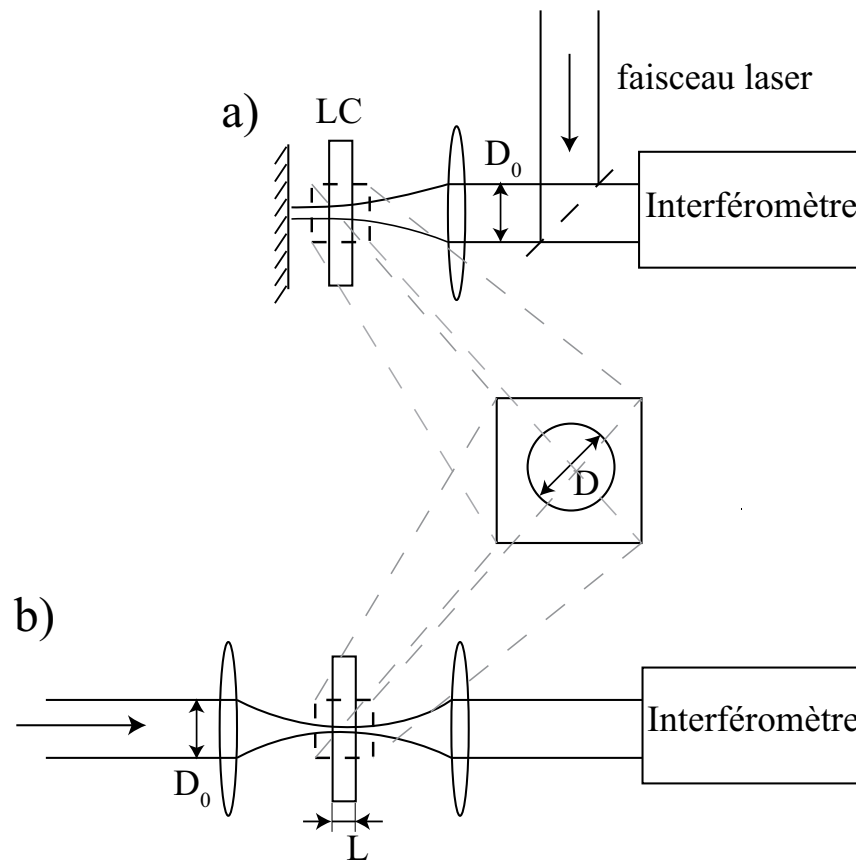 faisceau laser
a)
LC
D₀
Interféromètre
D
b)
Interféromètre
D₀
L